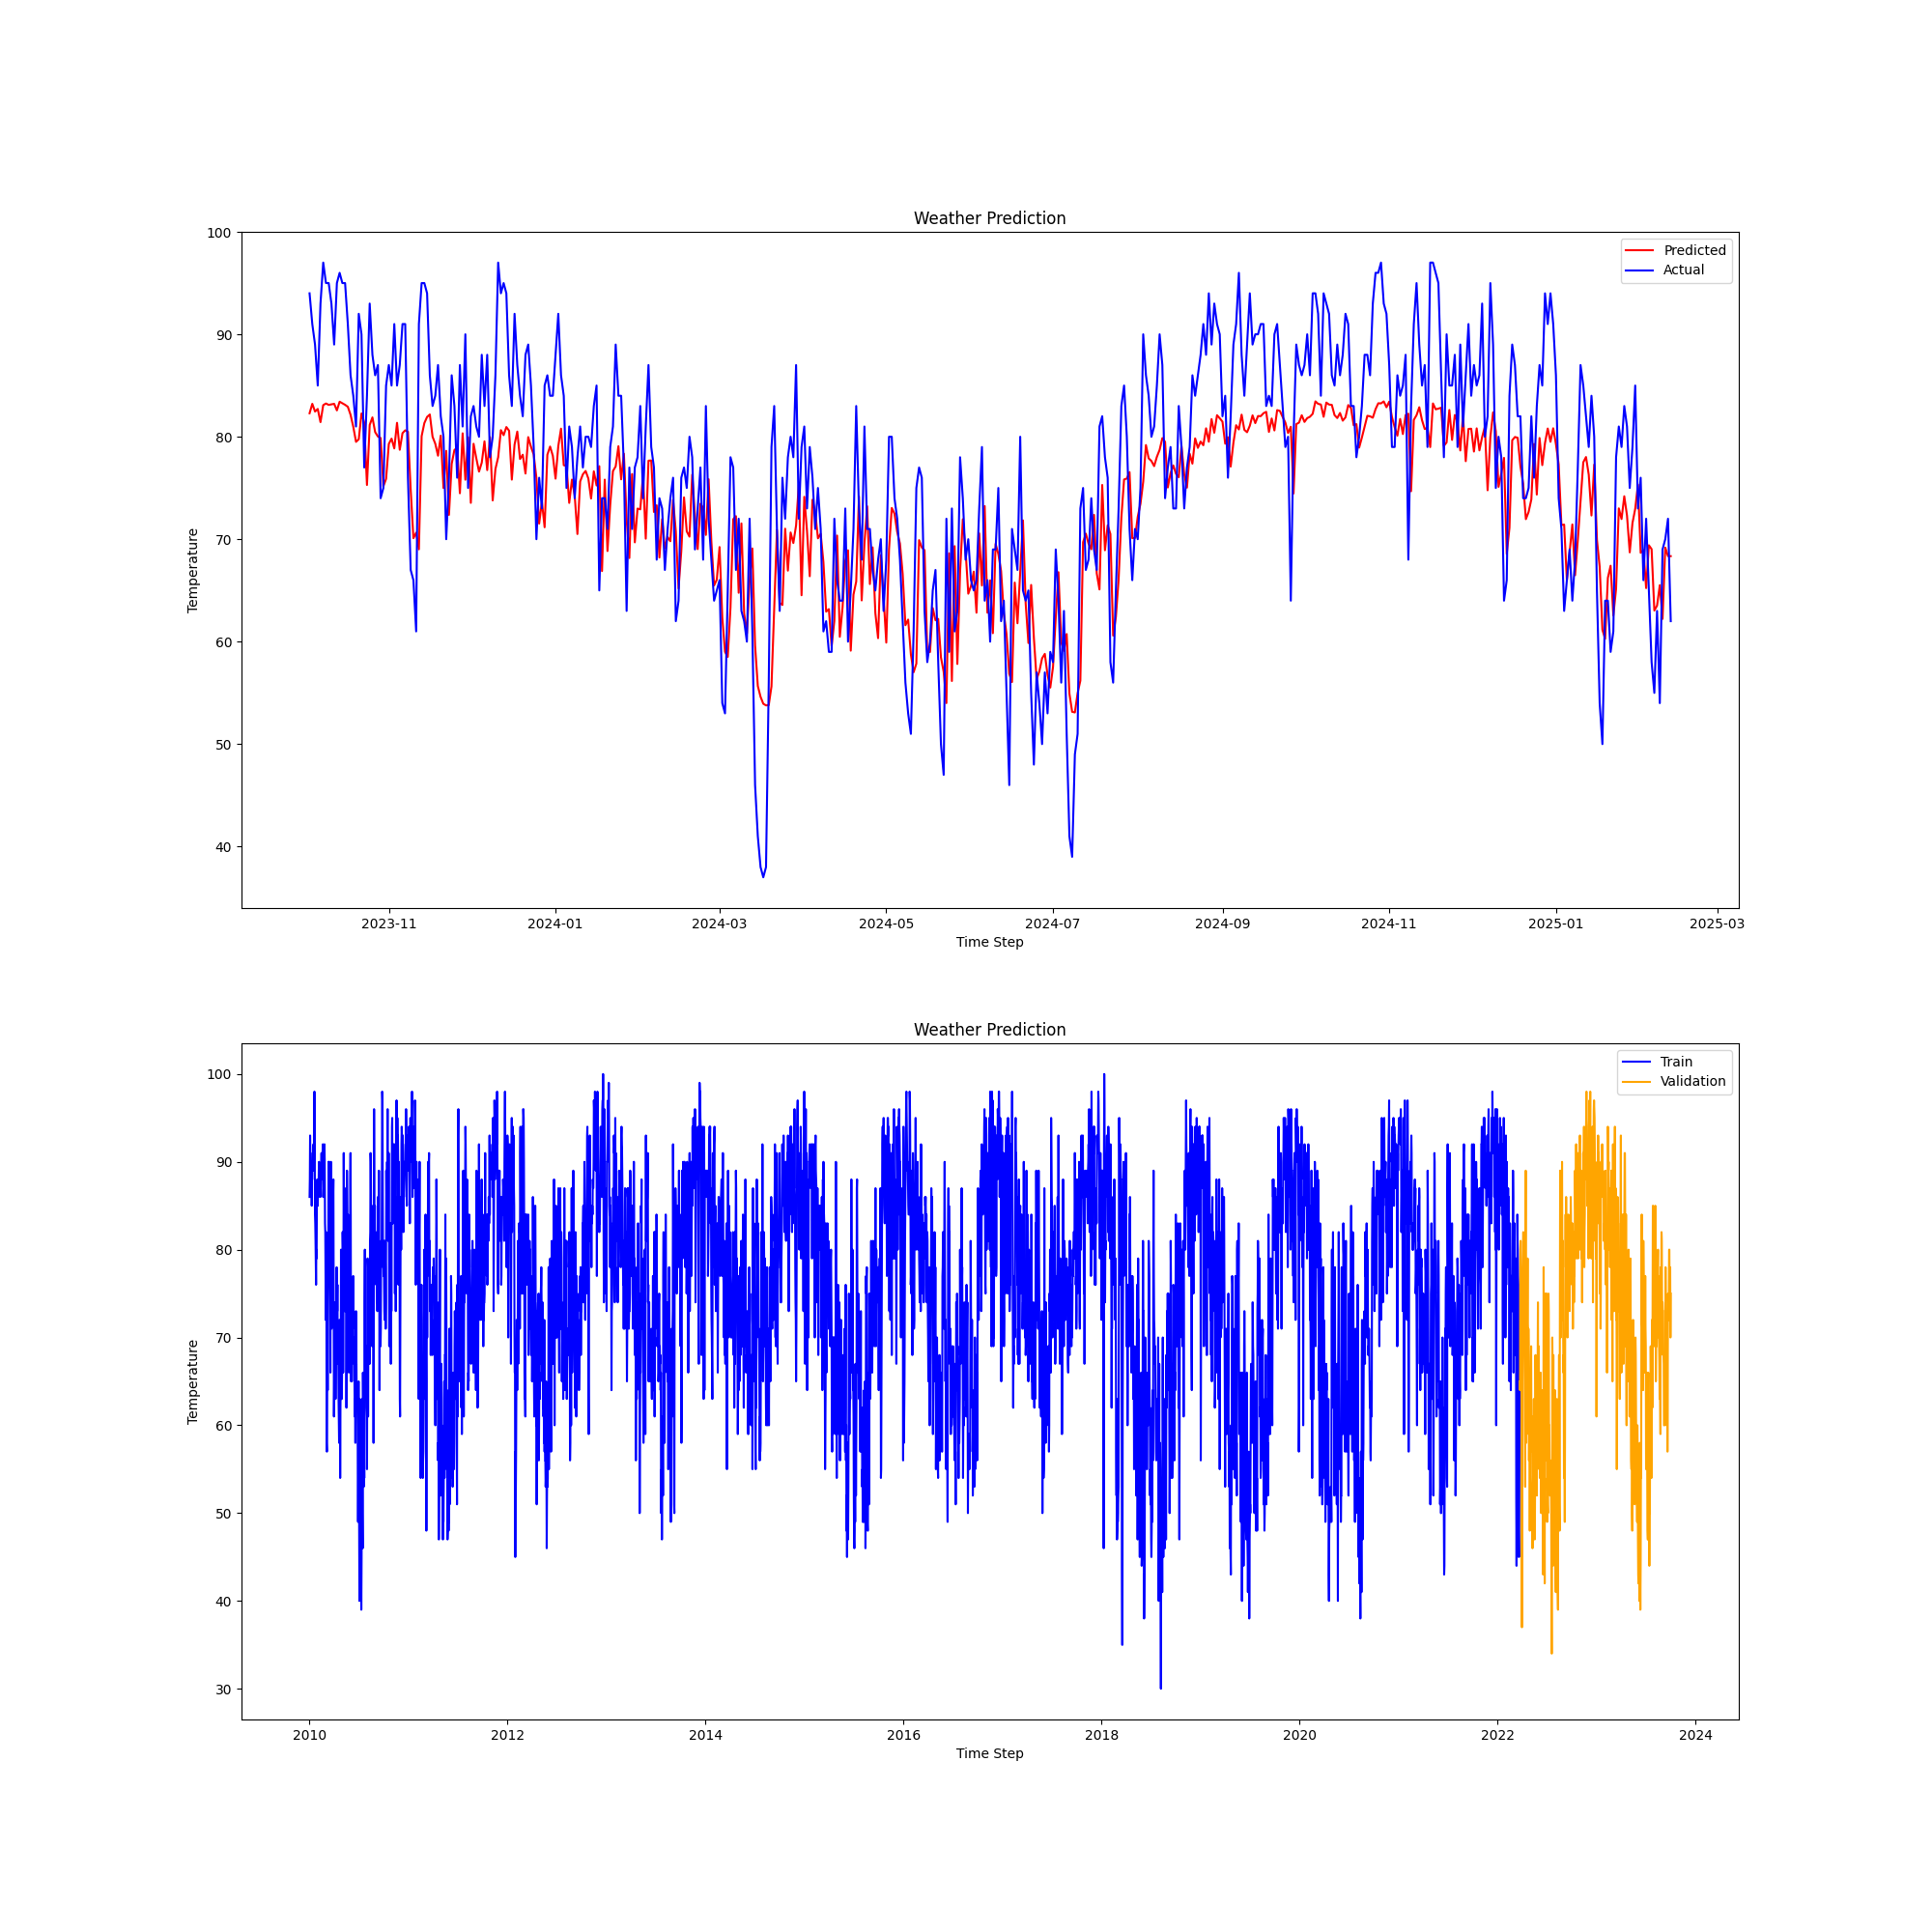 Weather Prediction
Predicted
Actual
Temperature
100
90
80
70
60
50
40
2023-11 2024-01 2024-03 2024-05 2024-07 2024-09 2024-11 2025-01 2025-03
Time Step
Weather Prediction
Train
Validation
Temperature
100
90
80
70
60
50
40
30
2010 2012 2014 2016 2018 2020 2022 2024
Time Step